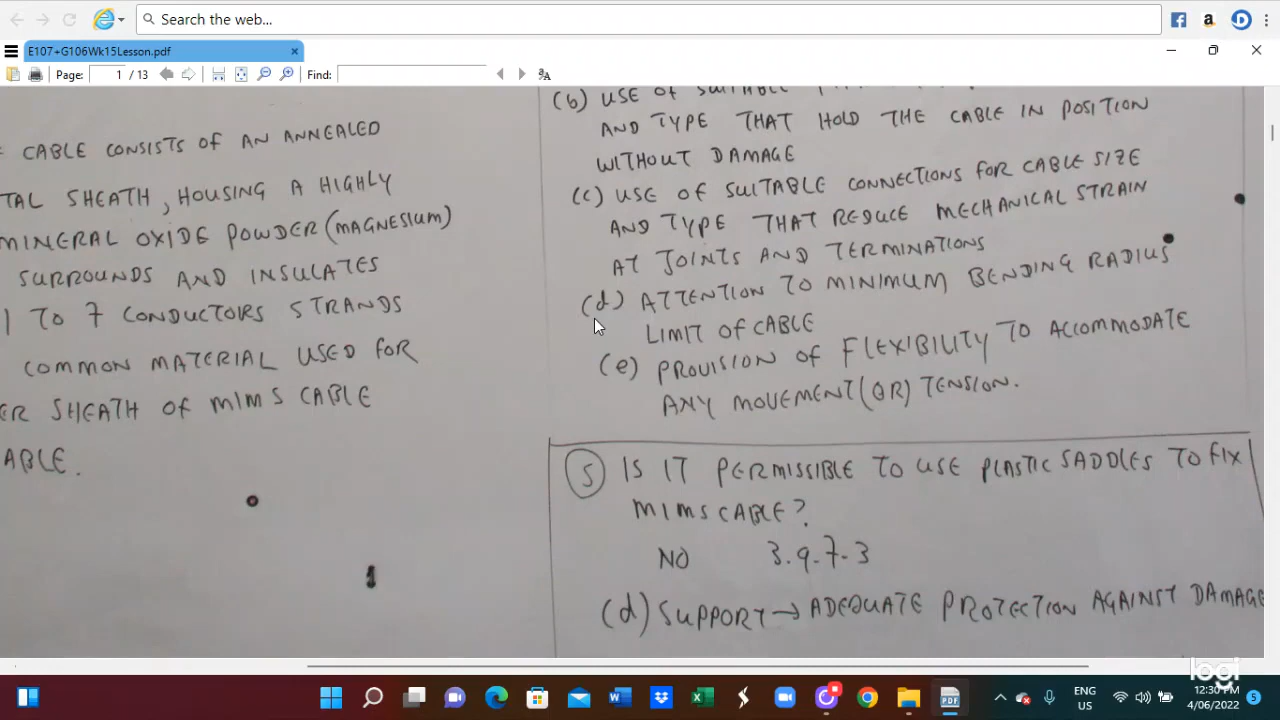 Search the web...
E107+G106Wk15Lesson.pdf
Page: 1 / 13
Find:
CABLE CONSISTS OF AN ANNEALED
TAL SHEATH, HOUSING A HIGHLY
MINERAL OXIDE POWDER (MAGNESIUM)
SURROUNDS AND INSULATES
1 TO 7 CONDUCTORS STRANDS
COMMON MATERIAL USED FOR
ER SHEATH OF MIMS CABLE
ABLE.
(b) USE OF SUITABLE
AND TYPE THAT HOLD THE CABLE IN POSITION
WITHOUT DAMAGE
(C) USE OF SUITABLE CONNECTIONS FOR CABLE SIZE
AND TYPE THAT REDUCE MECHANICAL STRAIN
AT JOINTS AND TERMINATIONS
(d) ATTENTION TO MINIMUM BENDING RADIUS
LIMIT OF CABLE
(e) PROVISION OF FLEXIBILITY TO ACCOMMODATE
ANY MOVEMENT (OR) TENSION.
5 IS IT PERMISSIBLE TO USE PLASTIC SADDLES TO FIX
MIMS CABLE?
NO 3.9.7.3
(d) SUPPORT → ADEQUATE PROTECTION AGAINST DAMAGE
logi
ENG
US
12:30 PM
4/06/2022
5